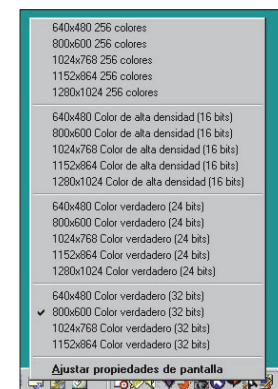 640x480 256 colores
800x600 256 colores
1024x768 256 colores
1152x864 256 colores
1280x1024 256 colores
640x480 Color de alta densidad (16 bits)
800x600 Color de alta densidad (16 bits)
1024x768 Color de alta densidad (16 bits)
1152x864 Color de alta densidad (16 bits)
1280x1024 Color de alta densidad (16 bits)
640x480 Color verdadero (24 bits)
800x600 Color verdadero (24 bits)
1024x768 Color verdadero (24 bits)
1152x864 Color verdadero (24 bits)
1280x1024 Color verdadero (24 bits)
640x480 Color verdadero (32 bits)
800x600 Color verdadero (32 bits)
1024x768 Color verdadero (32 bits)
1152x864 Color verdadero (32 bits)
Ajustar propiedades de pantalla